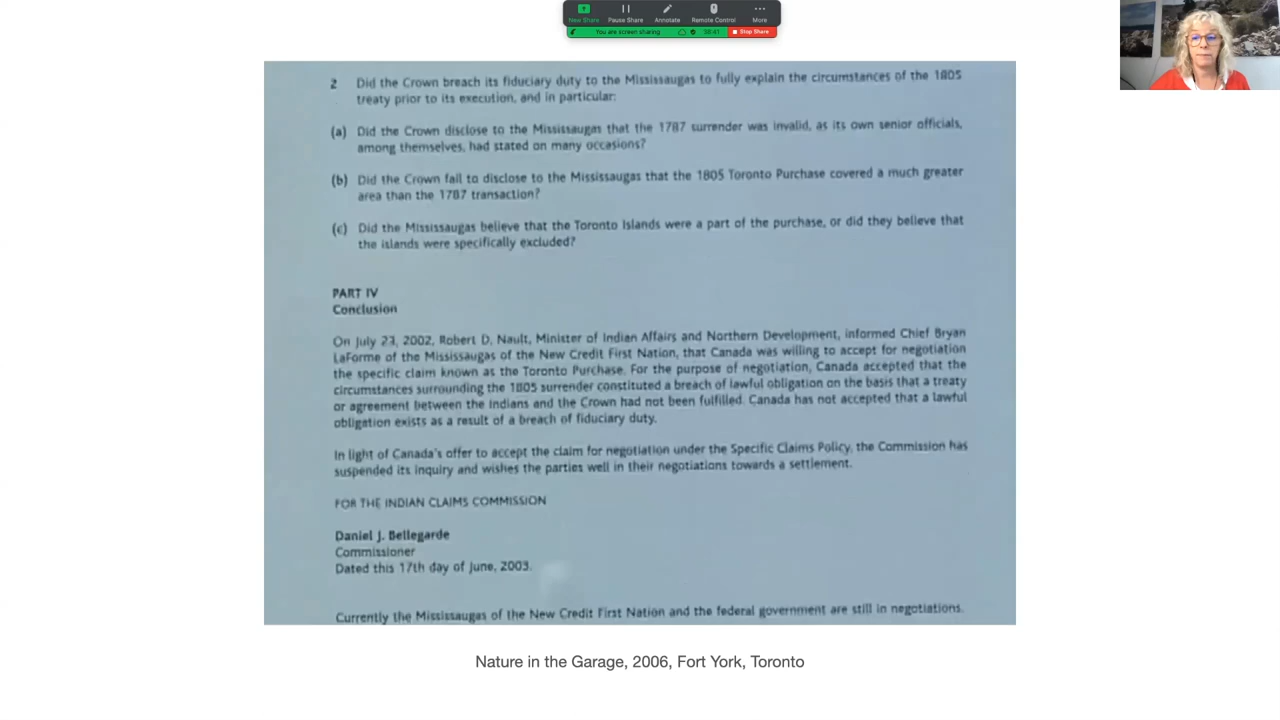 New Share
Pause Share
Annotate
Remote Control
More
You are screen sharing
58:41
Stop Share
2 Did the Crown breach its fiduciary duty to the Mississaugas to fully explain the circumstances of the 1805
treaty prior to its execution, and in particular:
(a) Did the Crown disclose to the Mississaugas that the 1787 surrender was invalid, as its own senior officials,
among themselves, had stated on many occasions?
(b) Did the Crown fail to disclose to the Mississaugas that the 1805 Toronto Purchase covered a much greater
area than the 1787 transaction?
(c) Did the Mississaugas believe that the Toronto Islands were a part of the purchase, or did they believe that
the islands were specifically excluded?
PART IV
Conclusion
On July 23, 2002, Robert D. Nault, Minister of Indian Affairs and Northern Development, informed Chief Bryan
LaForme of the Mississaugas of the New Credit First Nation, that Canada was willing to accept for negotiation
the specific claim known as the Toronto Purchase. For the purpose of negotiation, Canada accepted that the
circumstances surrounding the 1805 surrender constituted a breach of lawful obligation on the basis that a treaty
or agreement between the Indians and the Crown had not been fulfilled. Canada has not accepted that a lawful
obligation exists as a result of a breach of fiduciary duty.
In light of Canada's offer to accept the claim for negotiation under the Specific Claims Policy, the Commission has
suspended its inquiry and wishes the parties well in their negotiations towards a settlement.
FOR THE INDIAN CLAIMS COMMISSION
Daniel J. Bellegarde
Commissioner
Dated this 17th day of June, 2003.
Currently the Mississaugas of the New Credit First Nation and the federal government are still in negotiations.
Nature in the Garage, 2006, Fort York, Toronto